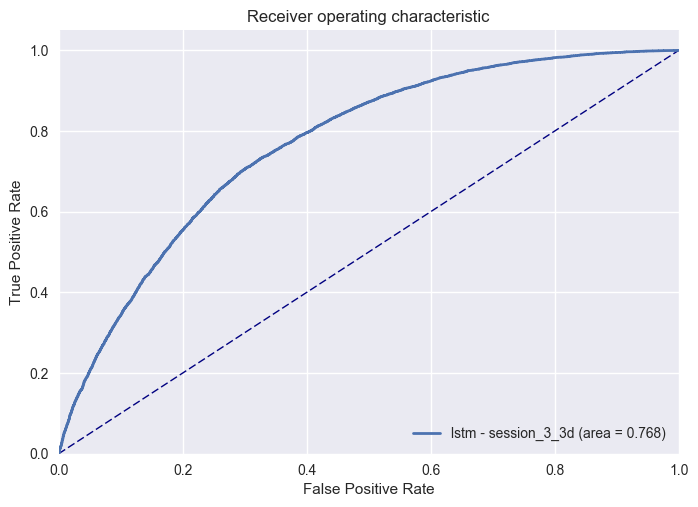 Receiver operating characteristic
1.0
0.8
0.6
0.4
0.2
0.0
True Positive Rate
lstm - session_3_3d (area = 0.768)
0.0 0.2 0.4 0.6 0.8 1.0
False Positive Rate